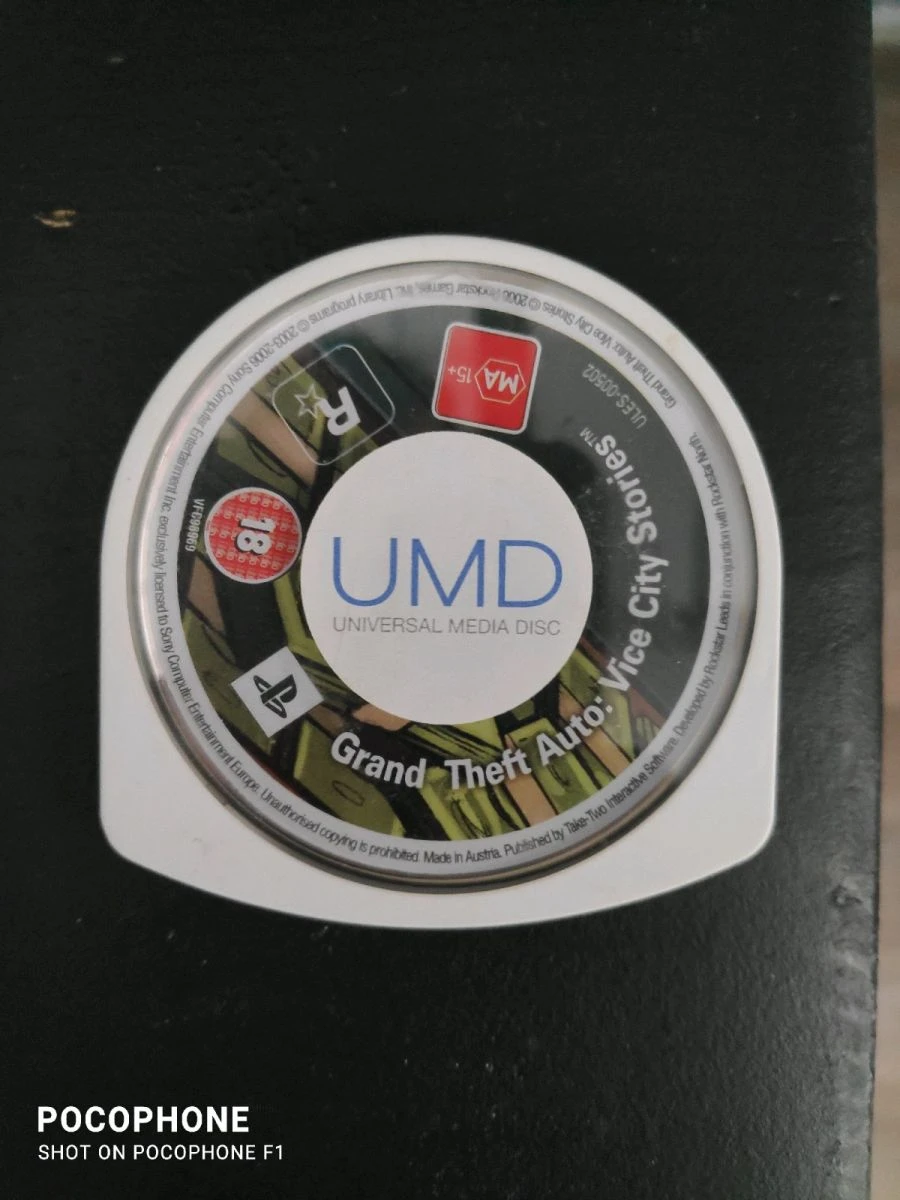 Grand Theft Auto: Vice City Stories © 2006 Rockstar Games, Inc. Library programs © 2003-2006 Sony Computer Entertainment Inc. exclusively licensed to Sony Computer Entertainment Europe. Unauthorised copying is prohibited. Made in Austria. Published by Take-Two Interactive Software. Developed by Rockstar Leeds in conjunction with Rockstar North.
MA
15+
ULES-00502
R
18
UMD
UNIVERSAL MEDIA DISC
Grand Theft Auto: Vice City Stories™
POCOPHONE
SHOT ON POCOPHONE F1